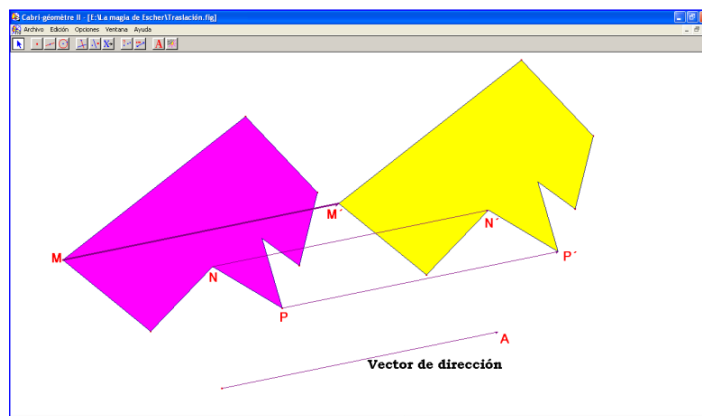 Cabri-géomètre II - [E:\La magia de Escher\Traslación.fig]
Archivo Edición Opciones Ventana Ayuda
A
M
M´
N
N´
P
P´
A
Vector de dirección